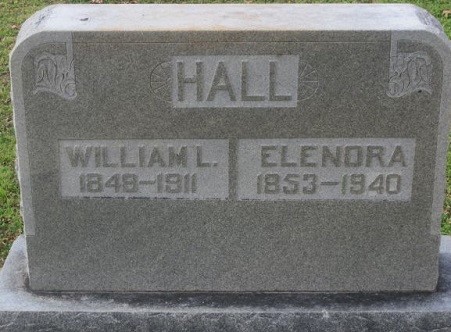 HALL
WILLIAM L.
1848-1911
ELENORA
1853-1940